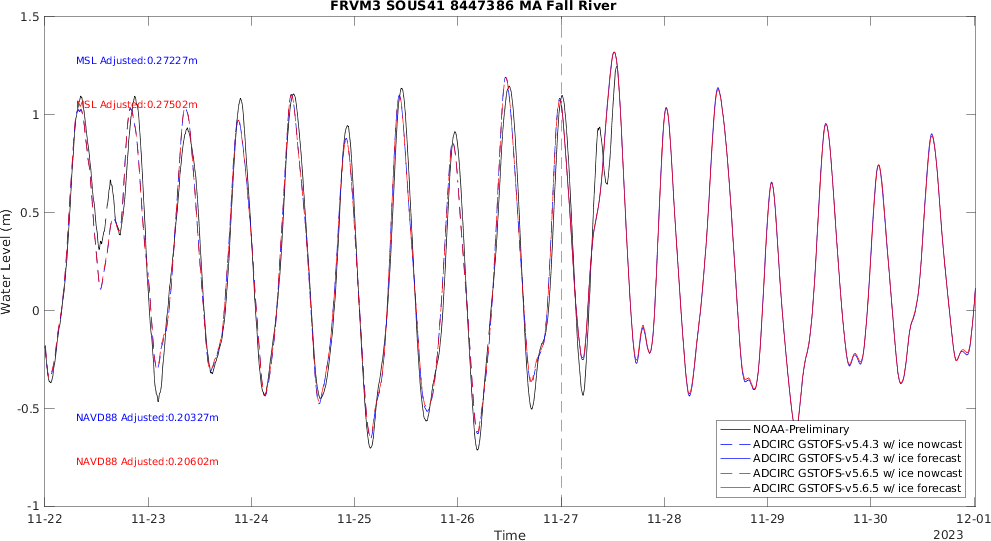 FRVM3 SOUS41 8447386 MA Fall River
1.5
MSL Adjusted:0.27227m
MSL Adjusted:0.27502m
1
0.5
Water Level (m)
0
-0.5
NAVD88 Adjusted:0.20327m
NAVD88 Adjusted:0.20602m
NOAA-Preliminary
ADCIRC GSTOFS-v5.4.3 w/ ice nowcast
ADCIRC GSTOFS-v5.4.3 w/ ice forecast
ADCIRC GSTOFS-v5.6.5 w/ ice nowcast
ADCIRC GSTOFS-v5.6.5 w/ ice forecast
-1
11-22 11-23 11-24 11-25 11-26 11-27 11-28 11-29 11-30 12-01
Time
2023